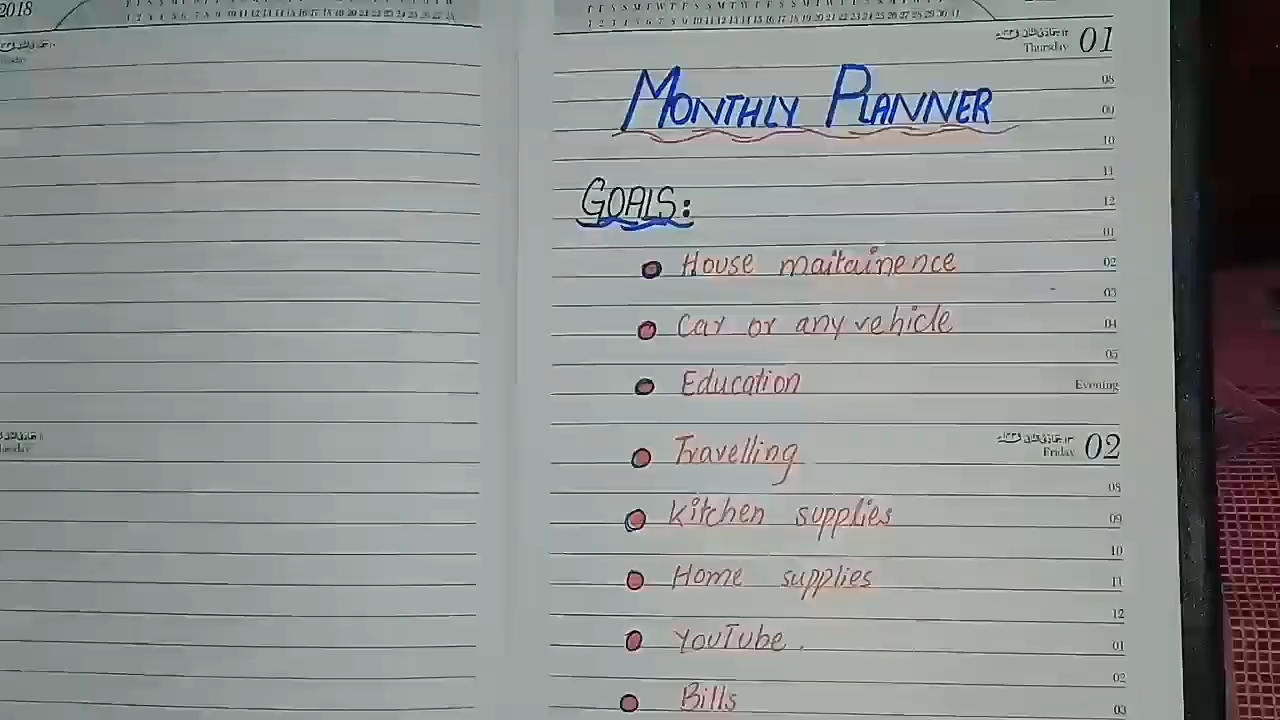 2018
01
Thursday
MONTHLY PLANNER
08
09
10
11
GOALS:
12
01
House maitainence
02
03
Car or any vehicle
04
05
Education
Evening
Travelling
02
Friday
08
Kitchen supplies
09
10
Home supplies
11
12
YouTube.
01
02
Bills
03